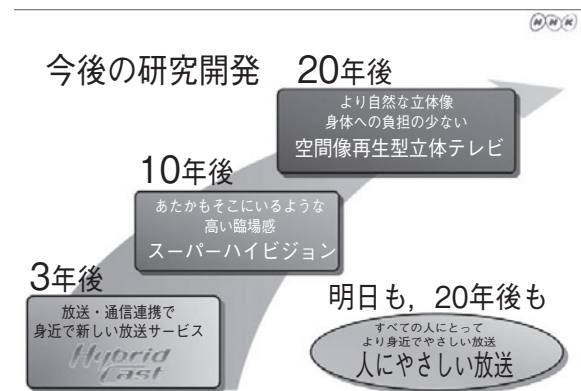 NHK
今後の研究開発
20年後
より自然な立体像
身体への負担の少ない
空間像再生型立体テレビ
10年後
あたかもそこにいるような
高い臨場感
スーパーハイビジョン
3年後
放送・通信連携で
身近で新しい放送サービス
Hybrid
Cast
明日も，20年後も
すべての人にとって
より身近でやさしい放送
人にやさしい放送